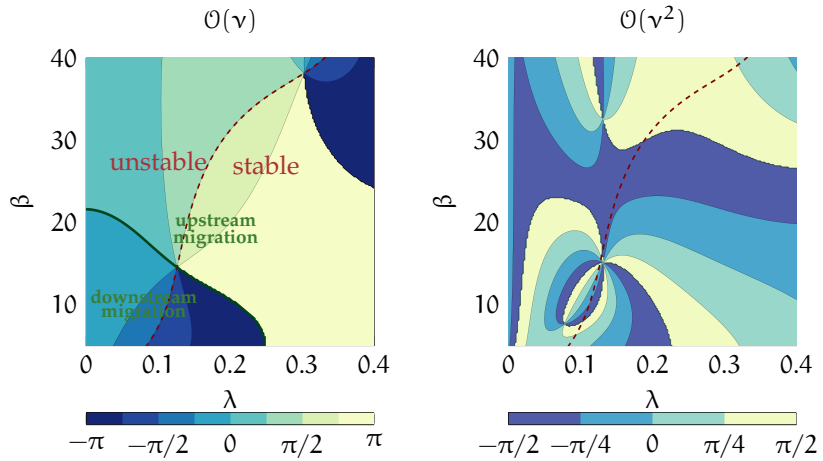 O(ν)
O(ν²)
40
30
20
10
β
0
0.1
0.2
0.3
0.4
λ
unstable
stable
upstream
migration
downstream
migration
−π
−π/2
0
π/2
π
40
30
20
10
β
0
0.1
0.2
0.3
0.4
λ
−π/2
−π/4
0
π/4
π/2